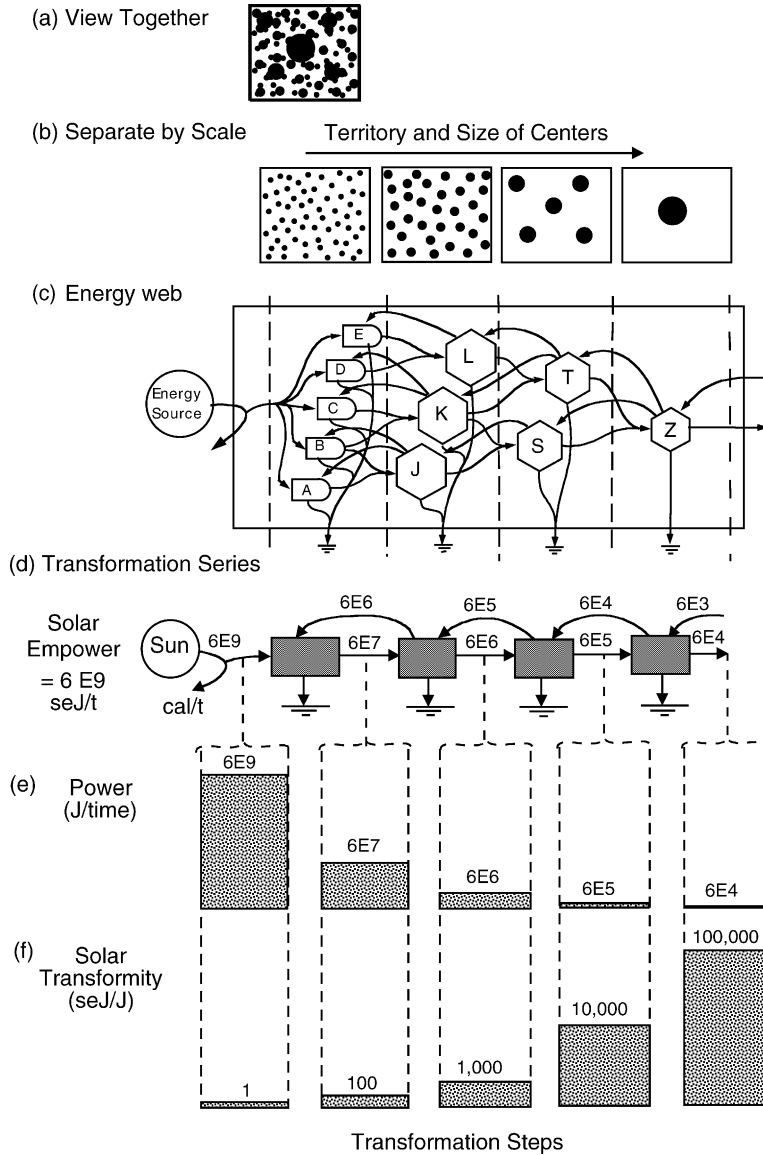 (a) View Together
(b) Separate by Scale
Territory and Size of Centers
(c) Energy web
Energy
Source
E
D
C
B
A
L
K
J
T
S
Z
(d) Transformation Series
Solar
Empower
= 6 E9
seJ/t
Sun
cal/t
6E9
6E6
6E5
6E4
6E3
6E7
6E6
6E5
6E4
(e) Power
(J/time)
6E9
6E7
6E6
6E5
6E4
(f) Solar
Transformity
(seJ/J)
1
100
1,000
10,000
100,000
Transformation Steps